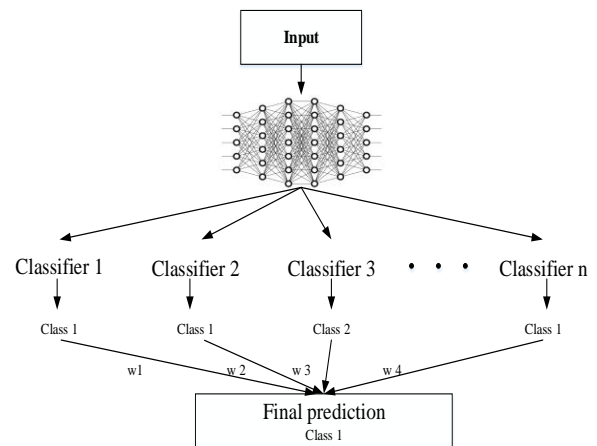 Input
Classifier 1 Classifier 2 Classifier 3 • • • Classifier n
Class 1 Class 1 Class 2 Class 1
w1 w 2 w 3 w 4
Final prediction
Class 1